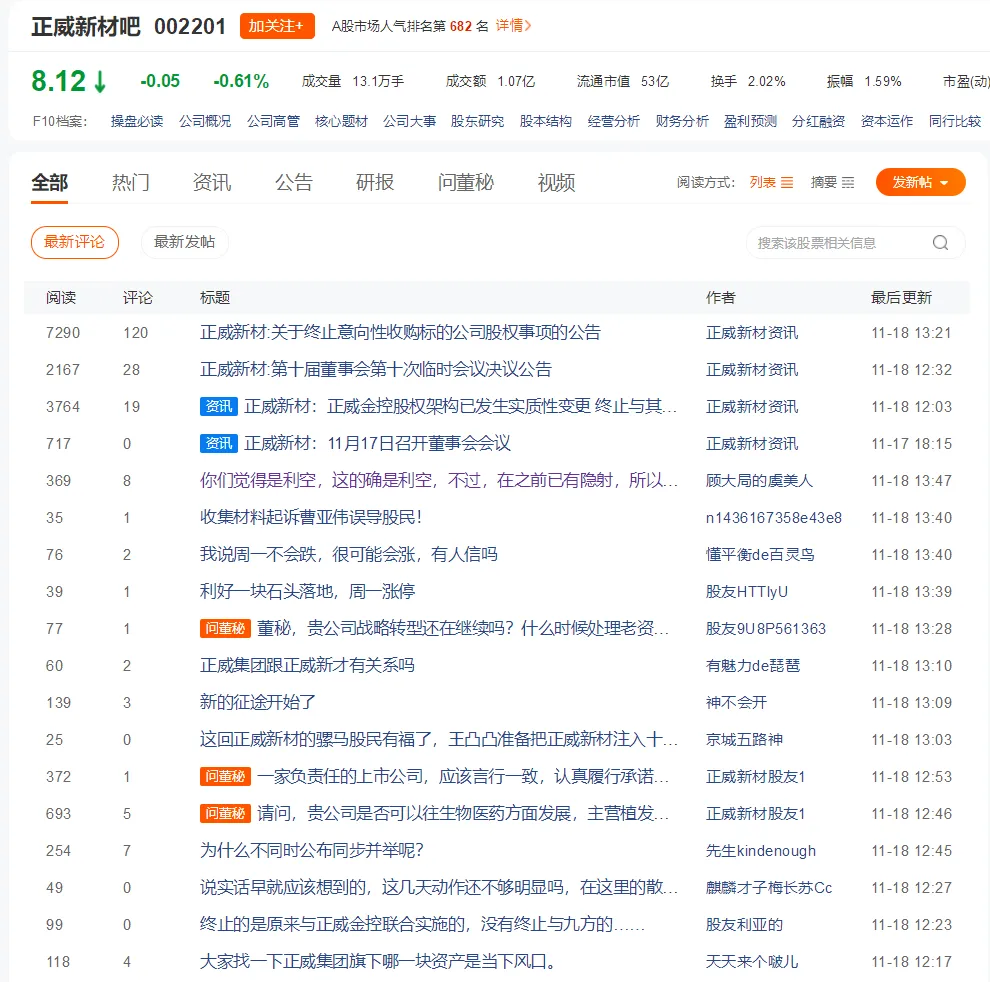 正威新材吧 002201 加关注+ A股市场人气排名第 682 名 详情>
8.12↓ -0.05 -0.61% 成交量 13.1万手 成交额 1.07亿 流通市值 53亿 换手 2.02% 振幅 1.59% 市盈(动)
F10档案: 操盘必读 公司概况 公司高管 核心题材 公司大事 股东研究 股本结构 经营分析 财务分析 盈利预测 分红融资 资本运作 同行比较
全部 热门 资讯 公告 研报 问董秘 视频 阅读方式: 列表 摘要 发新帖
最新评论 最新发帖 搜索该股票相关信息
阅读 评论 标题 作者 最后更新
7290 120 正威新材:关于终止意向性收购标的公司股权事项的公告 正威新材资讯 11-18 13:21
2167 28 正威新材:第十届董事会第十次临时会议决议公告 正威新材资讯 11-18 12:32
3764 19 资讯 正威新材：正威金控股权架构已发生实质性变更 终止与其... 正威新材资讯 11-18 12:03
717 0 资讯 正威新材：11月17日召开董事会会议 正威新材资讯 11-17 18:15
369 8 你们觉得是利空，这的确是利空，不过，在之前已有隐射，所以... 顾大局的虞美人 11-18 13:47
35 1 收集材料起诉曹亚伟误导股民！ n1436167358e43e8 11-18 13:40
76 2 我说周一不会跌，很可能会涨，有人信吗 懂平衡de百灵鸟 11-18 13:40
39 1 利好一块石头落地，周一涨停 股友HTTlyU 11-18 13:39
77 1 问董秘 董秘，贵公司战略转型还在继续吗？什么时候处理老资... 股友9U8P561363 11-18 13:28
60 2 正威集团跟正威新才有关系吗 有魅力de琵琶 11-18 13:10
139 3 新的征途开始了 神不会开 11-18 13:09
25 0 这回正威新材的骡马股民有福了，王凸凸准备把正威新材注入十... 京城五路神 11-18 13:03
372 1 问董秘 一家负责任的上市公司，应该言行一致，认真履行承诺... 正威新材股友1 11-18 12:53
693 5 问董秘 请问，贵公司是否可以往生物医药方面发展，主营植发... 正威新材股友1 11-18 12:46
254 7 为什么不同时公布同步并举呢？ 先生kindenough 11-18 12:45
49 0 说实话早就应该想到的，这几天动作还不够明显吗，在这里的散... 麒麟才子梅长苏Cc 11-18 12:27
99 0 终止的是原来与正威金控联合实施的，没有终止与九方的…… 股友利亚的 11-18 12:23
118 4 大家找一下正威集团旗下哪一块资产是当下风口。 天天来个啵儿 11-18 12:17